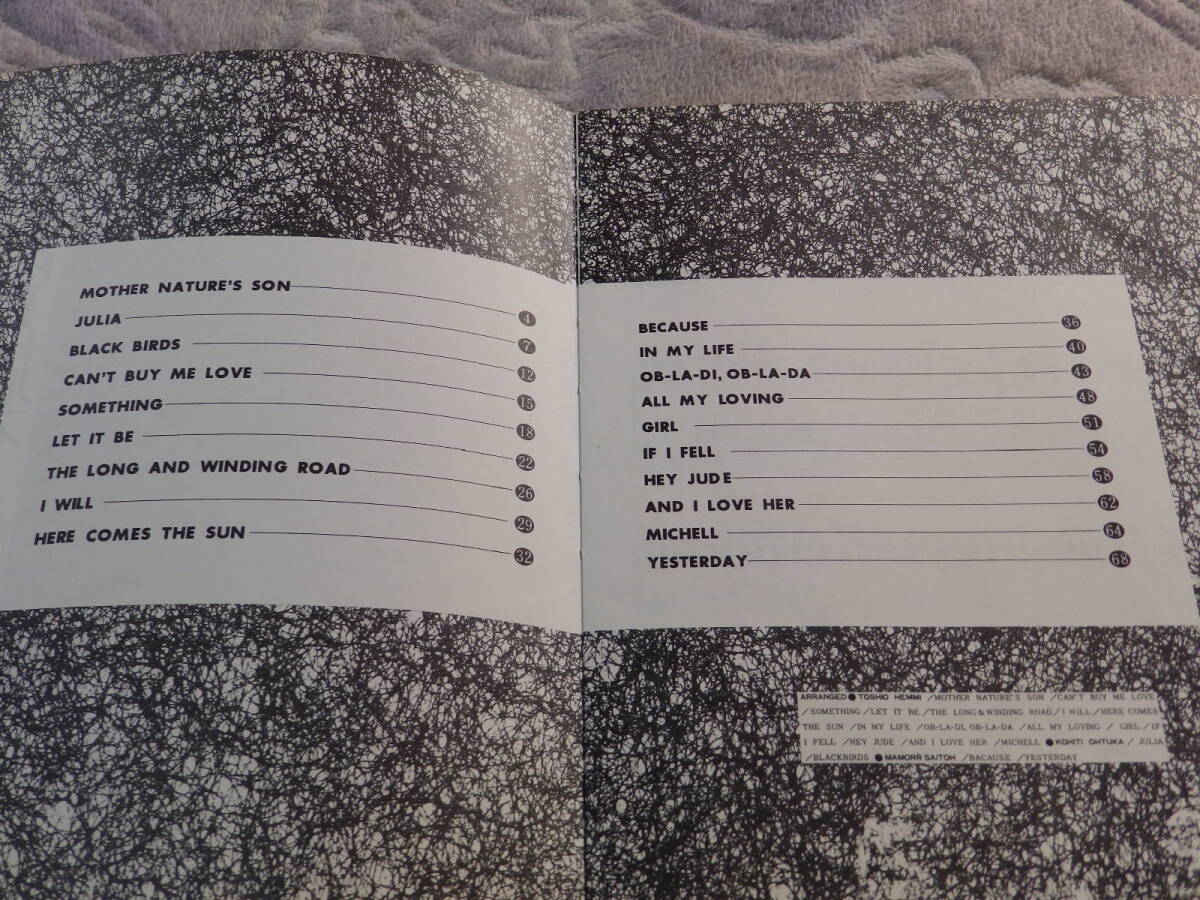 MOTHER NATURE'S SON 4
JULIA 7
BLACK BIRDS 12
CAN'T BUY ME LOVE 15
SOMETHING 18
LET IT BE 22
THE LONG AND WINDING ROAD 26
I WILL 29
HERE COMES THE SUN 32
BECAUSE 36
IN MY LIFE 40
OB-LA-DI, OB-LA-DA 43
ALL MY LOVING 48
GIRL 51
IF I FELL 54
HEY JUDE 58
AND I LOVE HER 62
MICHELL 64
YESTERDAY 68
ARRANGED ● TOSHIO HEMMI / MOTHER NATURE'S SON / CAN'T BUY ME LOVE
/ SOMETHING / LET IT BE / THE LONG & WINDING ROAD / I WILL / HERE COMES
THE SUN / IN MY LIFE / OB-LA-DI, OB-LA-DA / ALL MY LOVING / GIRL / IF
I FELL / HEY JUDE / AND I LOVE HER / MICHELL ● KOHITI OHTUKA / JULIA
/ BLACKBIRDS ● MAMORR SAITOH / BACAUSE / YESTERDAY